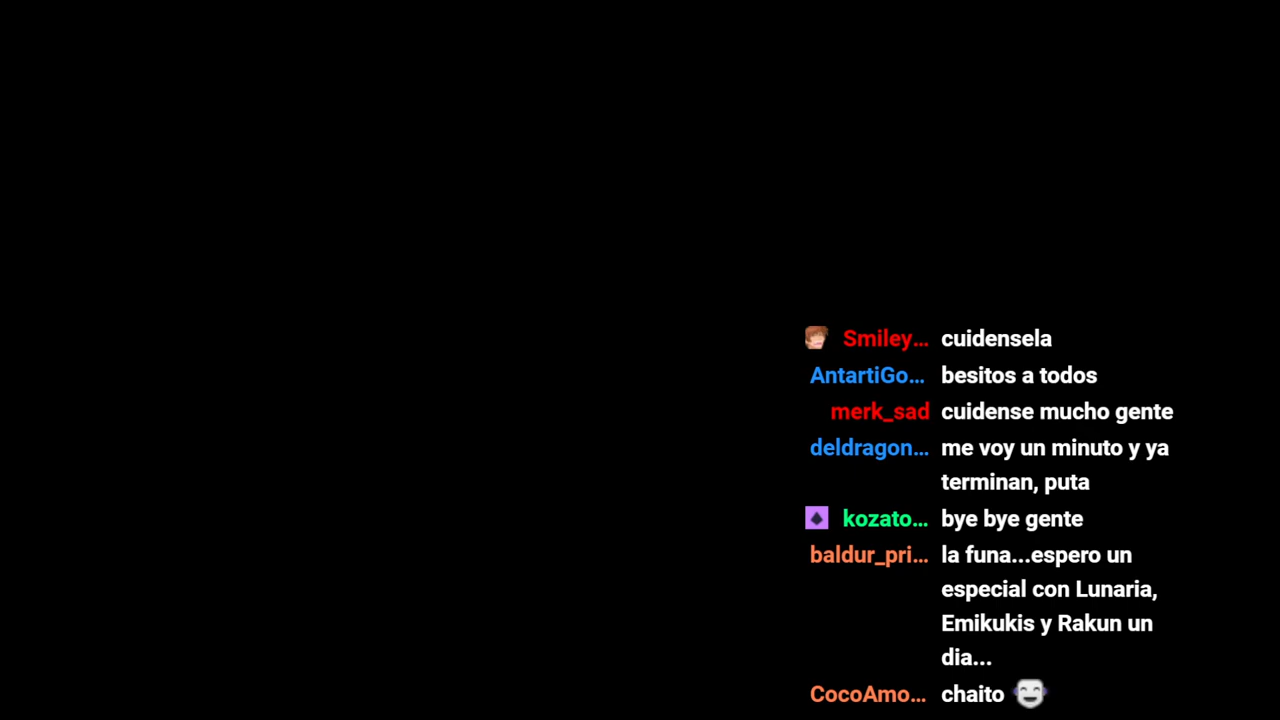 Smiley... cuidensela
AntartiGo... besitos a todos
merk_sad cuidense mucho gente
deldragon... me voy un minuto y ya
terminan, puta
kozato... bye bye gente
baldur_pri... la funa...espero un
especial con Lunaria,
Emikukis y Rakun un
dia...
CocoAmo... chaito